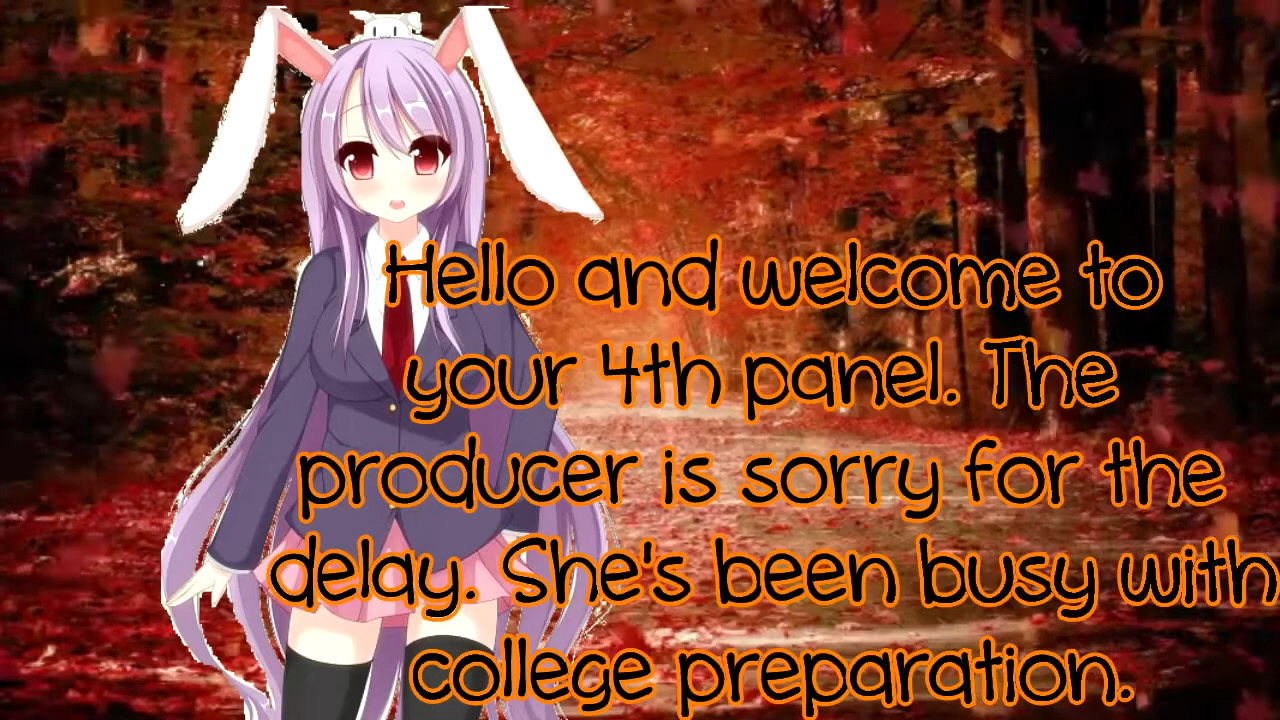 Hello and welcome to
your 4th panel. The
producer is sorry for the
delay. She's been busy with
college preparation.